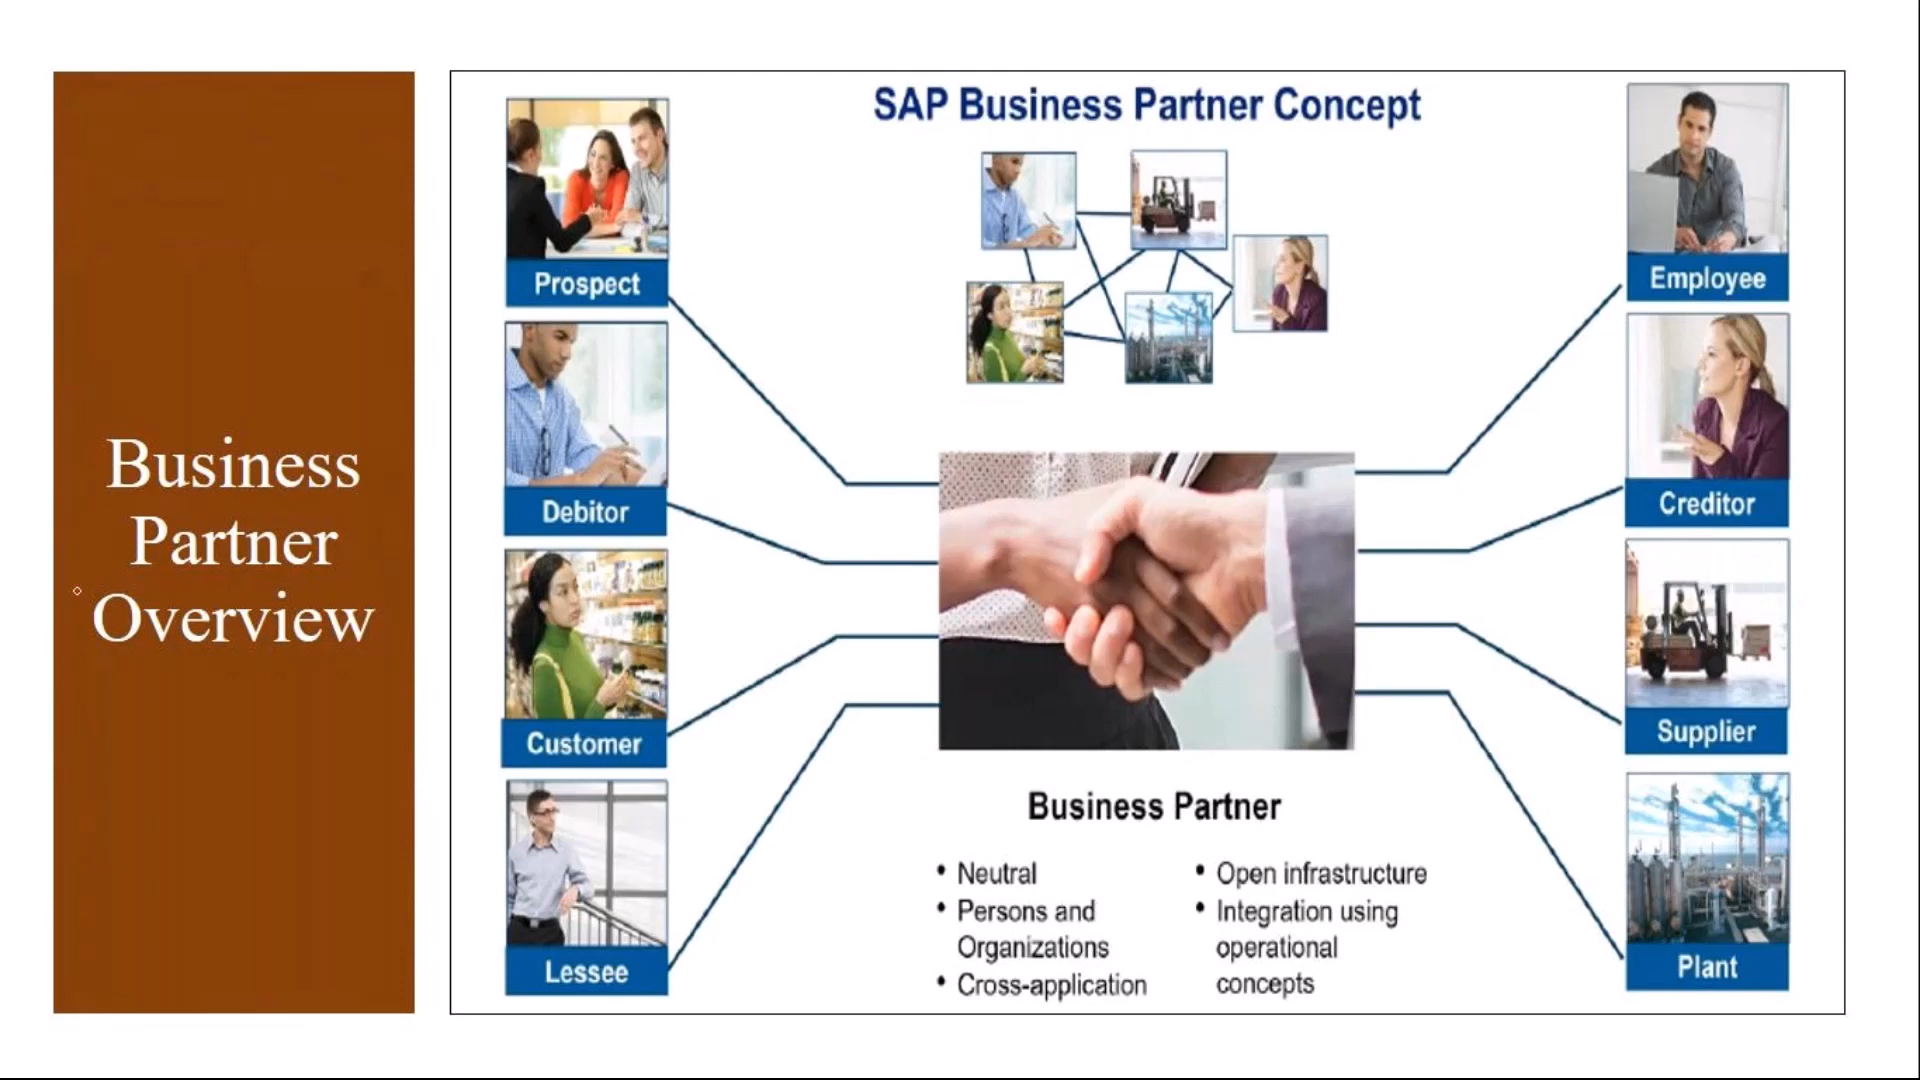 Business
Partner
Overview
SAP Business Partner Concept
Prospect
Debitor
Customer
Lessee
Employee
Creditor
Supplier
Plant
Business Partner
• Neutral
• Persons and
Organizations
• Cross-application
• Open infrastructure
• Integration using
operational
concepts